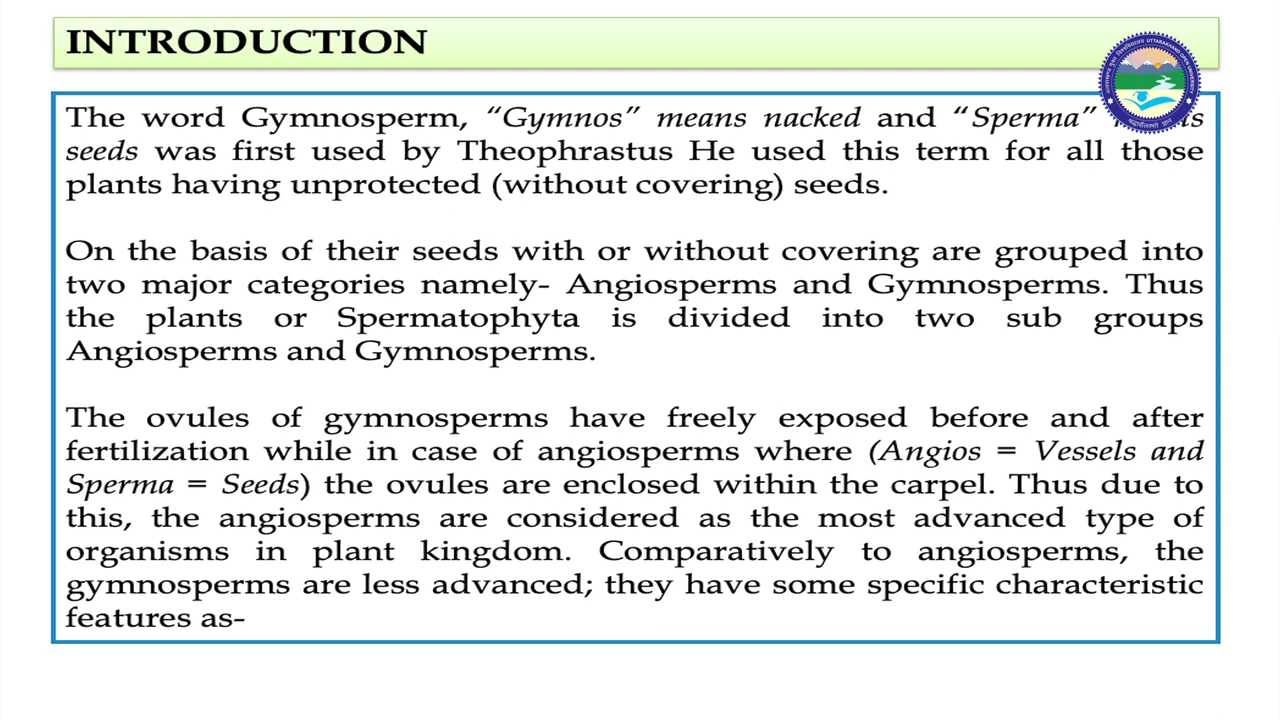 INTRODUCTION
The word Gymnosperm, “Gymnos” means nacked and “Sperma”
seeds was first used by Theophrastus He used this term for all those
plants having unprotected (without covering) seeds.
On the basis of their seeds with or without covering are grouped into
two major categories namely- Angiosperms and Gymnosperms. Thus
the plants or Spermatophyta is divided into two sub groups
Angiosperms and Gymnosperms.
The ovules of gymnosperms have freely exposed before and after
fertilization while in case of angiosperms where (Angios = Vessels and
Sperma = Seeds) the ovules are enclosed within the carpel. Thus due to
this, the angiosperms are considered as the most advanced type of
organisms in plant kingdom. Comparatively to angiosperms, the
gymnosperms are less advanced; they have some specific characteristic
features as-